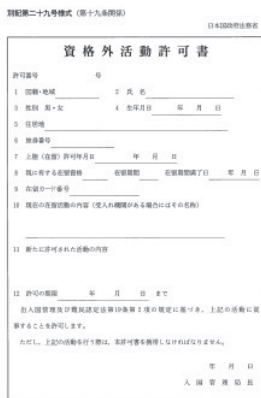 別記第二十九号様式（第十九条関係）
日本国政府法務省
資格外活動許可書
許可番号 号
1 国籍・地域 2 氏名
3 性別 男・女 4 生年月日 年 月 日
5 住居地
6 旅券番号
7 上陸（在留）許可年月日 年 月 日
8 既に有する在留資格 在留期間 在留期間満了日 年 月 日
9 在留カード番号
10 現在の在留活動の内容（受入れ機関がある場合にはその名称）
11 新たに許可された活動の内容
12 許可の期限 年 月 日 まで
出入国管理及び難民認定法第19条第2項の規定に基づき、上記の活動に従
事することを許可します。
ただし、上記の活動を行う際は、本許可書を携帯しなければなりません。
年 月 日
入国管理局長